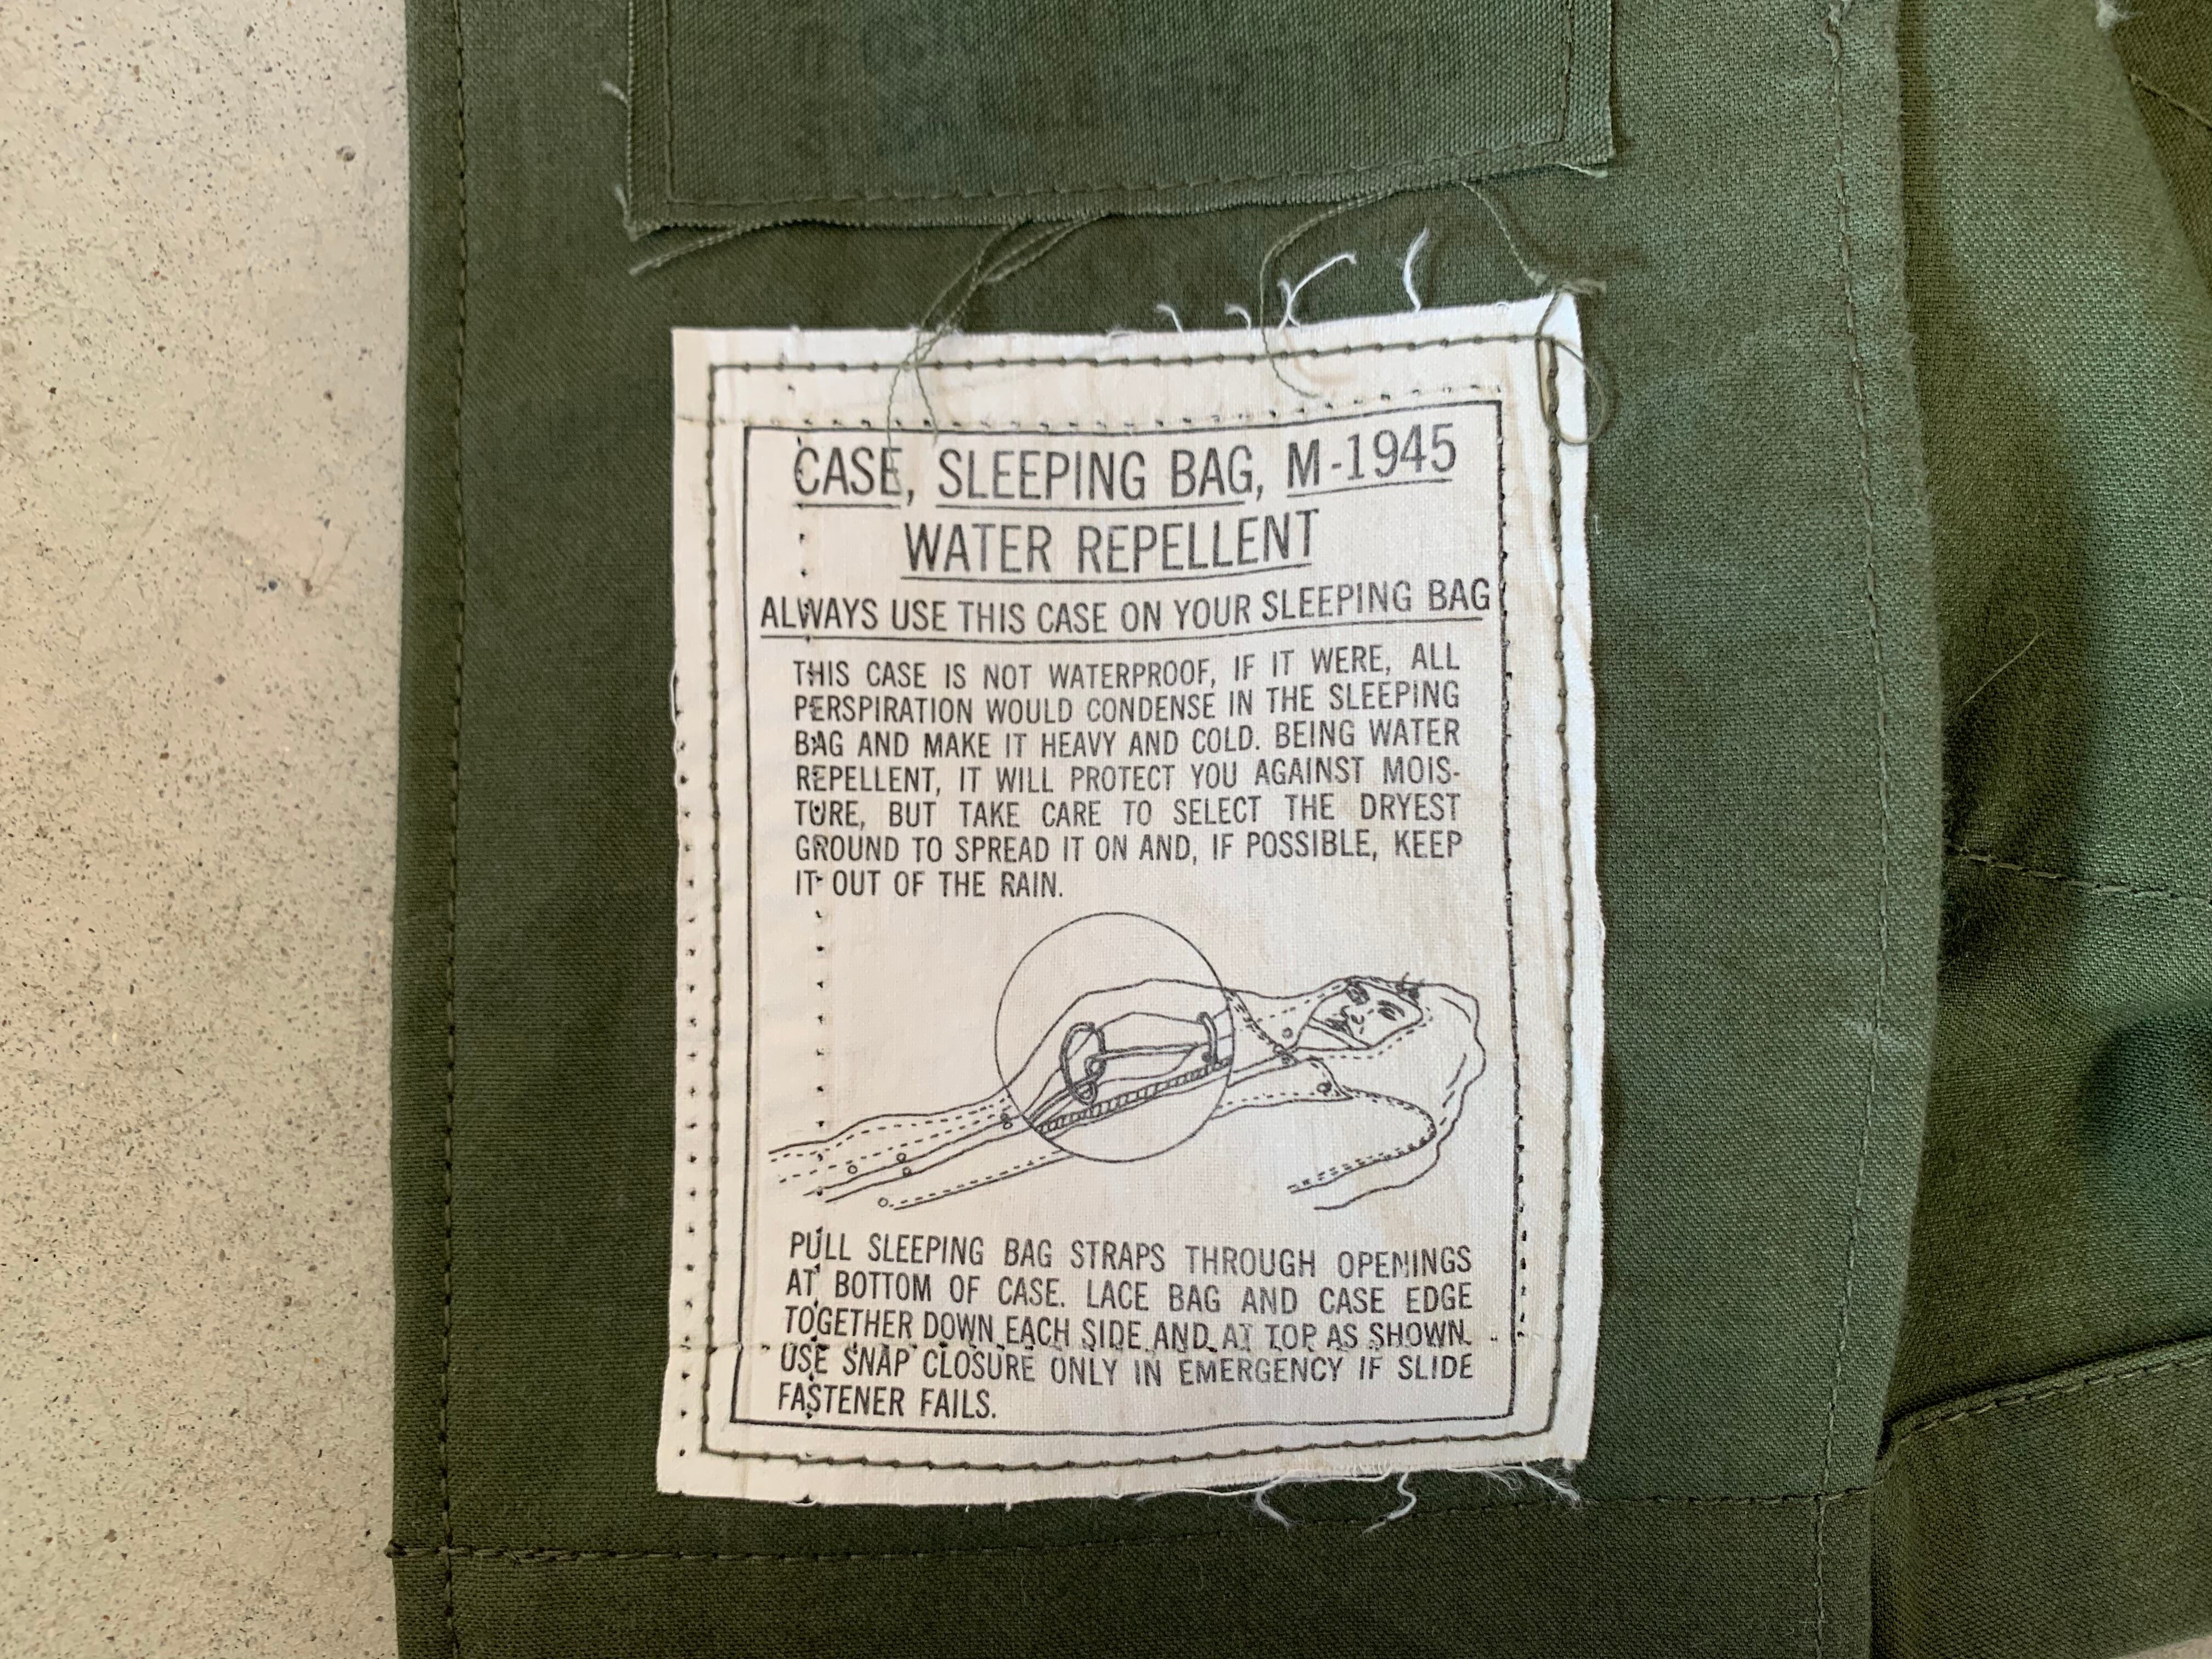 CASE, SLEEPING BAG, M-1945
WATER REPELLENT
ALWAYS USE THIS CASE ON YOUR SLEEPING BAG
THIS CASE IS NOT WATERPROOF, IF IT WERE, ALL
PERSPIRATION WOULD CONDENSE IN THE SLEEPING
BAG AND MAKE IT HEAVY AND COLD. BEING WATER
REPELLENT, IT WILL PROTECT YOU AGAINST MOIS-
TURE, BUT TAKE CARE TO SELECT THE DRYEST
GROUND TO SPREAD IT ON AND, IF POSSIBLE, KEEP
IT OUT OF THE RAIN.
PULL SLEEPING BAG STRAPS THROUGH OPENINGS
AT BOTTOM OF CASE. LACE BAG AND CASE EDGE
TOGETHER DOWN EACH SIDE AND AT TOP AS SHOWN.
USE SNAP CLOSURE ONLY IN EMERGENCY IF SLIDE
FASTENER FAILS.